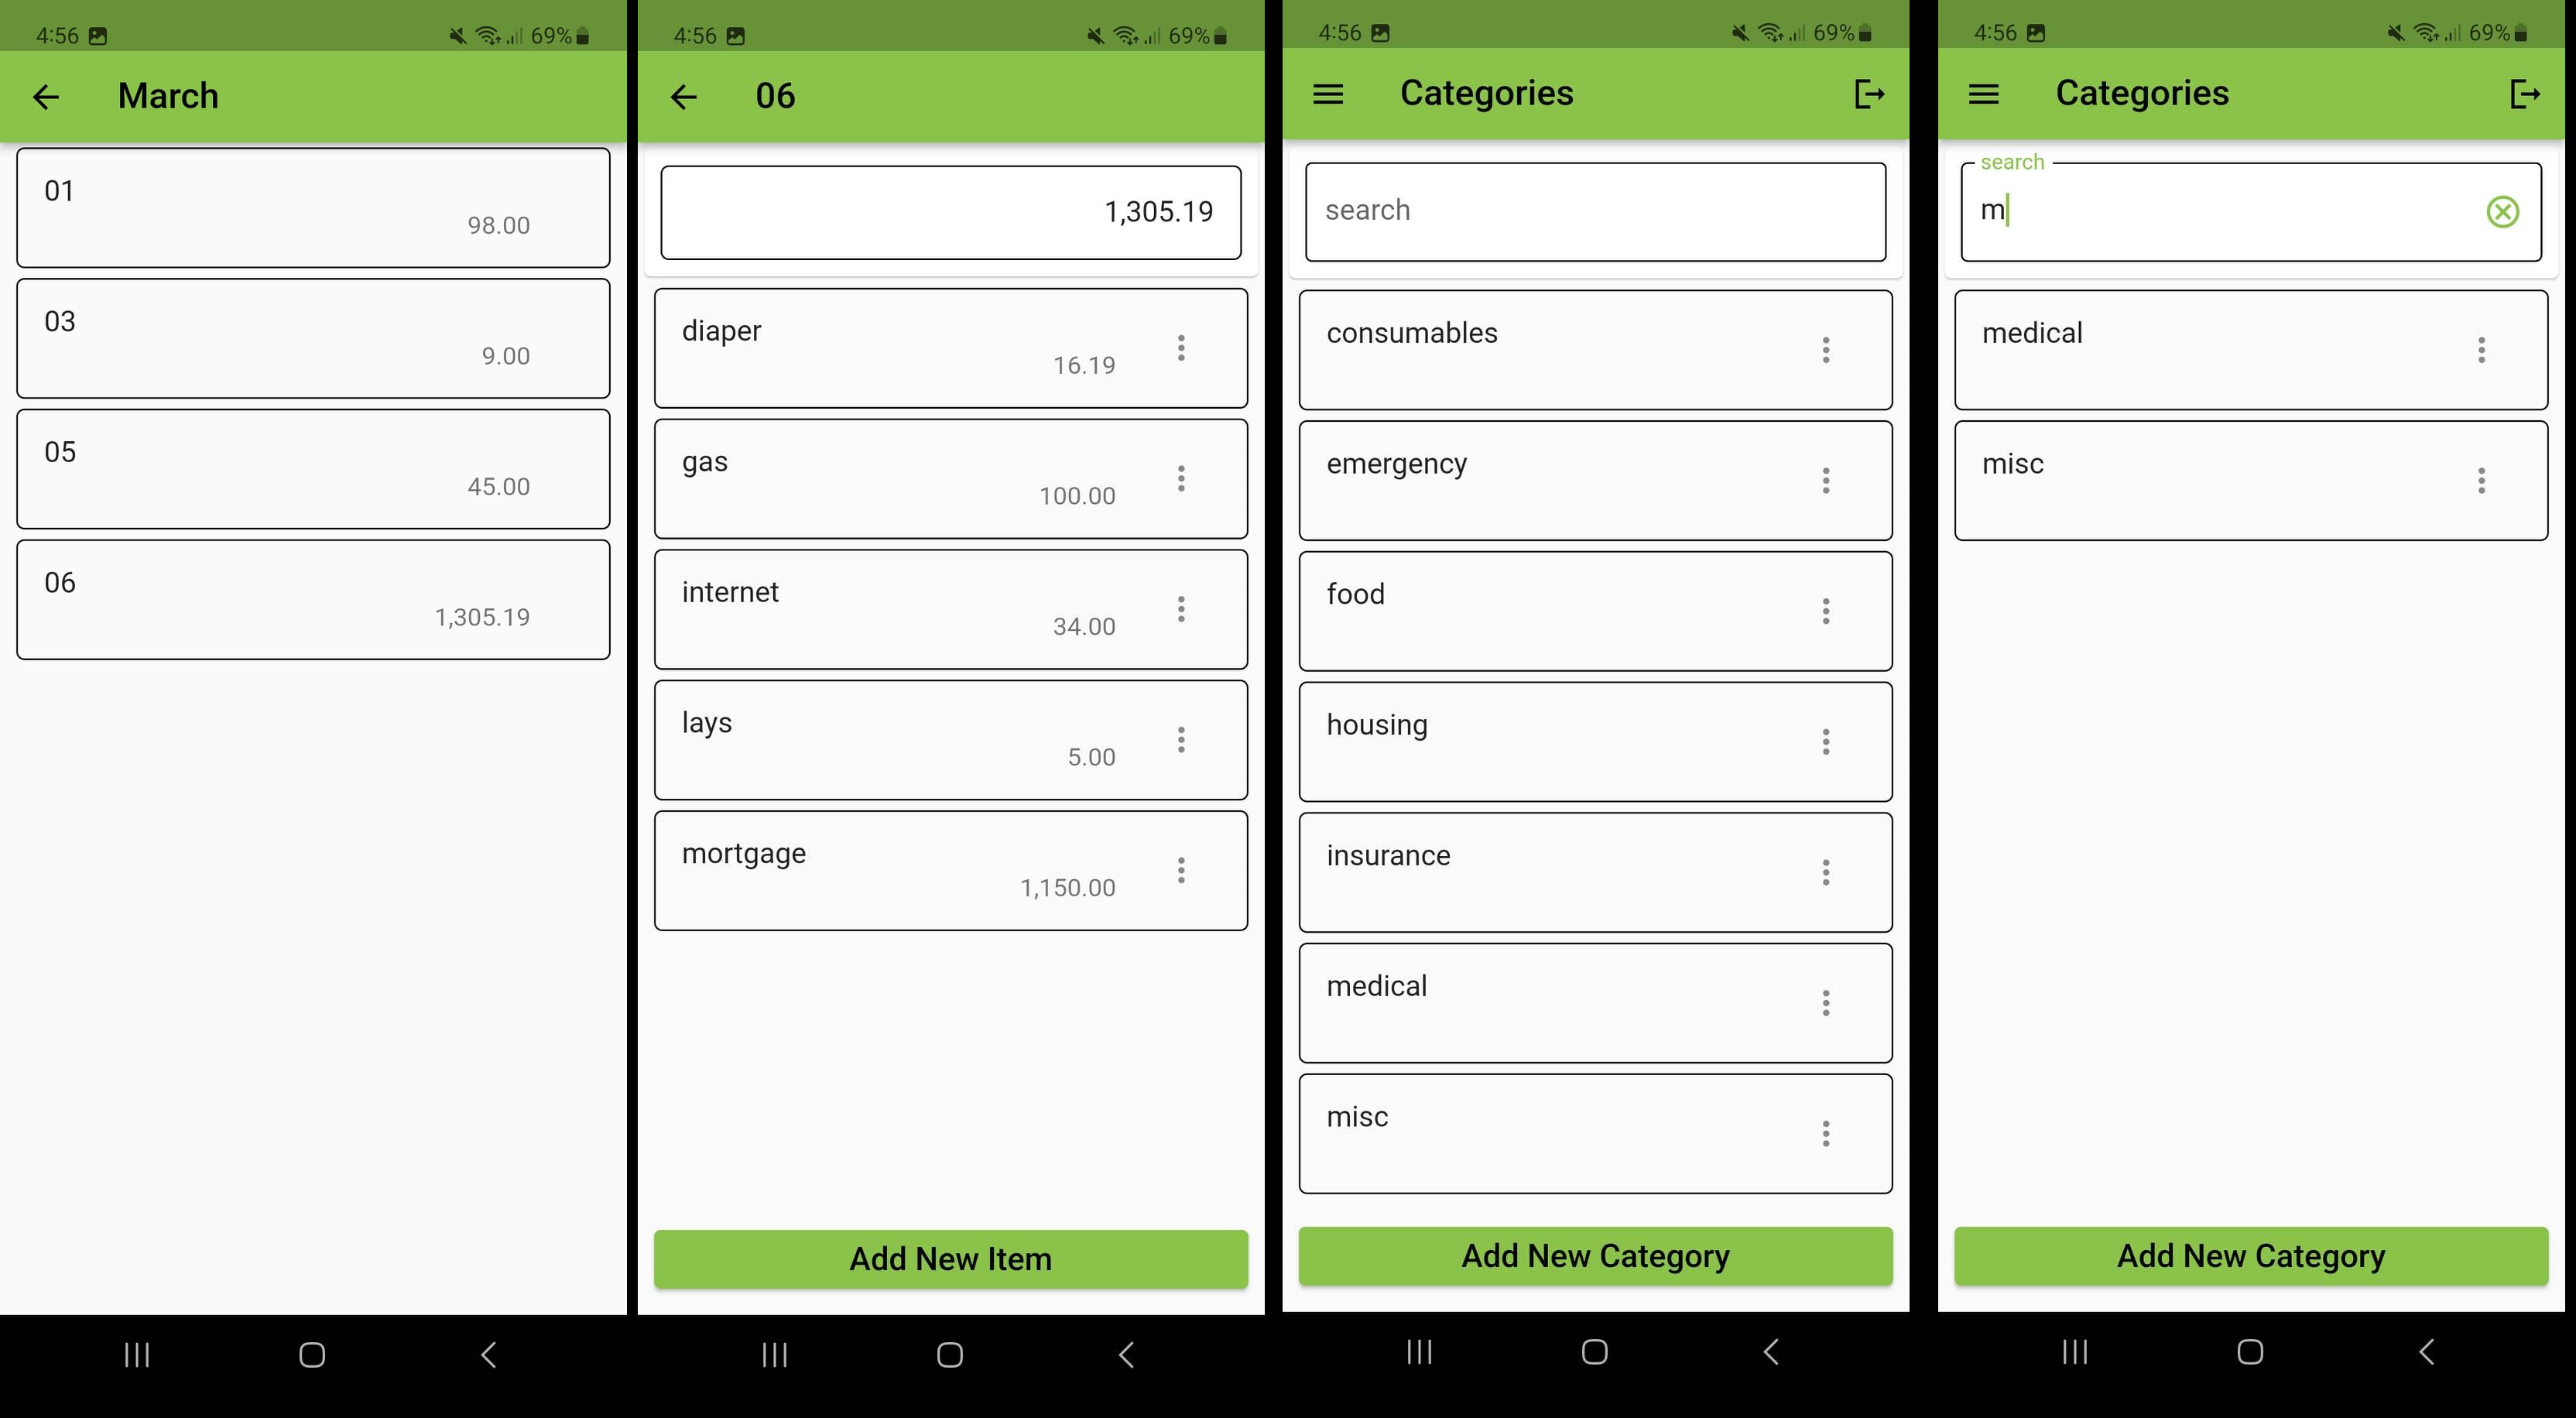 4:56 69%
March
01
98.00
03
9.00
05
45.00
06
1,305.19
4:56 69%
06
1,305.19
diaper
16.19
gas
100.00
internet
34.00
lays
5.00
mortgage
1,150.00
Add New Item
4:56 69%
Categories
search
consumables
emergency
food
housing
insurance
medical
misc
Add New Category
4:56 69%
Categories
search
m
medical
misc
Add New Category